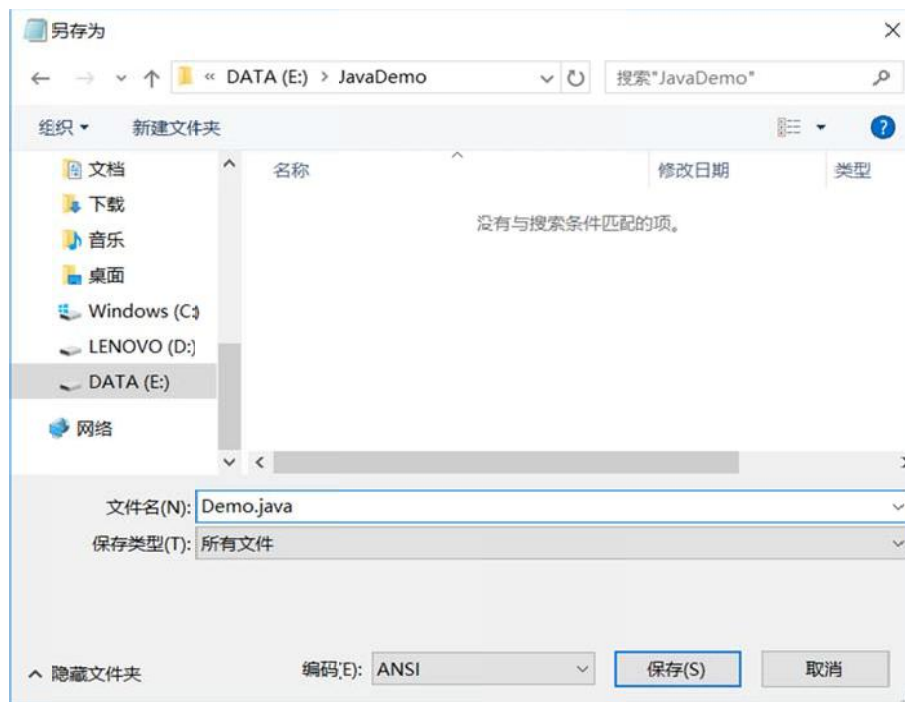 另存为
« DATA (E:) › JavaDemo
搜索"JavaDemo"
组织
新建文件夹
名称
修改日期
类型
没有与搜索条件匹配的项。
文档
下载
音乐
桌面
Windows (C:)
LENOVO (D:)
DATA (E:)
网络
文件名(N): Demo.java
保存类型(T): 所有文件
隐藏文件夹
编码(E): ANSI
保存(S)
取消